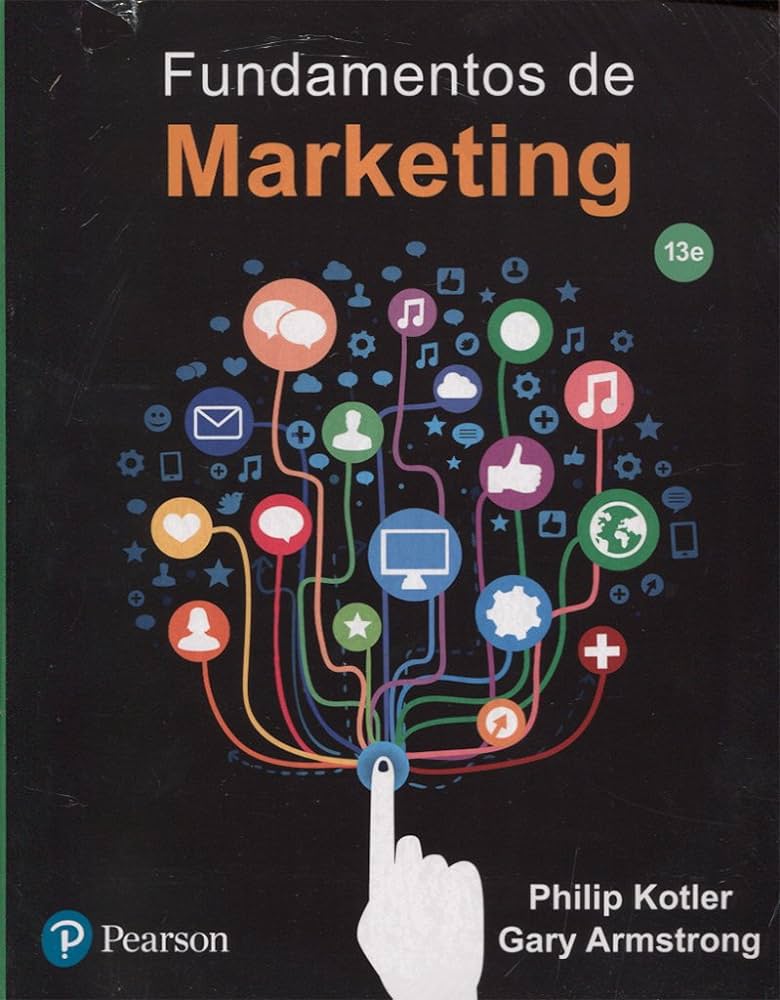 Fundamentos de
Marketing
13e
Philip Kotler
Gary Armstrong
Pearson